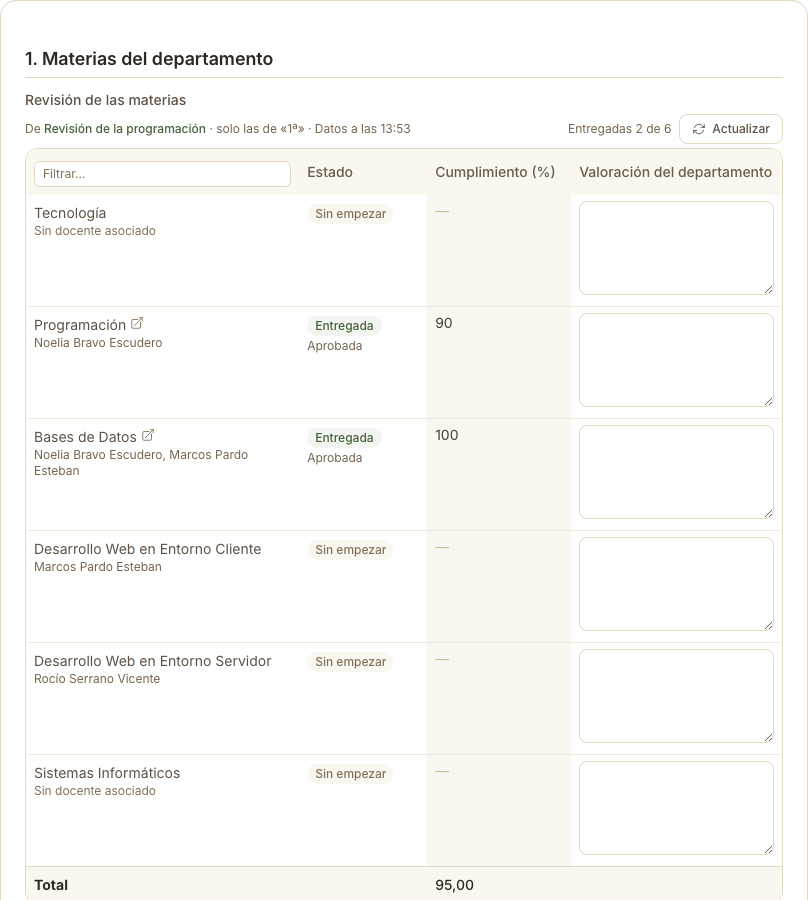 1. Materias del departamento
Revisión de las materias
De Revisión de la programación · solo las de «1ª» · Datos a las 13:53
Entregadas 2 de 6
Actualizar
Filtrar...
Estado
Cumplimiento (%)
Valoración del departamento
Tecnología
Sin docente asociado
Sin empezar
—
Programación
Noelia Bravo Escudero
Entregada
Aprobada
90
Bases de Datos
Noelia Bravo Escudero, Marcos Pardo
Esteban
Entregada
Aprobada
100
Desarrollo Web en Entorno Cliente
Marcos Pardo Esteban
Sin empezar
—
Desarrollo Web en Entorno Servidor
Rocío Serrano Vicente
Sin empezar
—
Sistemas Informáticos
Sin docente asociado
Sin empezar
—
Total
95,00